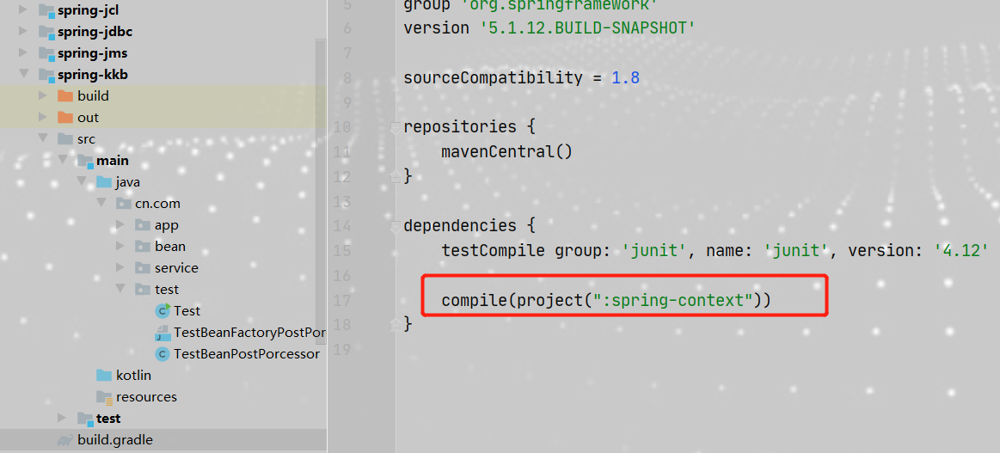 spring-jcl
spring-jdbc
spring-jms
spring-kkb
build
out
src
main
java
cn.com
app
bean
service
test
Test
TestBeanFactoryPostPor
TestBeanPostPorcessor
kotlin
resources
test
build.gradle
5 group 'org.springframework'
6 version '5.1.12.BUILD-SNAPSHOT'
7
8 sourceCompatibility = 1.8
9
10 repositories {
11 mavenCentral()
12 }
13
14 dependencies {
15 testCompile group: 'junit', name: 'junit', version: '4.12'
16
17 compile(project(":spring-context"))
18 }
19